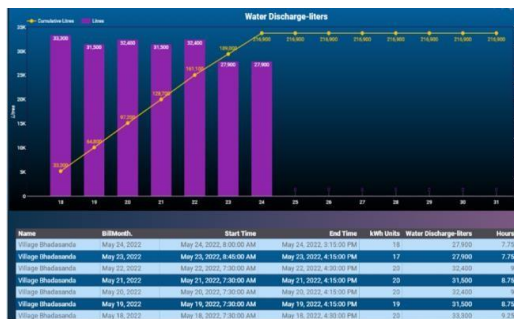 Water Discharge-liters
Cumulative Litres Litres
35K
33,300 31,500 32,400 31,500 32,400 27,900 27,900
216,900 216,900 216,900 216,900 216,900 216,900 216,900 216,900
189,000
161,100
128,700
97,200
64,800
33,300
Litres
10K
5K
0
18 19 20 21 22 23 24 25 26 27 28 29 30 31
Name BillMonth. Start Time End Time kWh Units Water Discharge-liters Hours
Village Bhadasanda May 24, 2022 May 24, 2022, 8:00:00 AM May 24, 2022, 3:15:00 PM 18 27,900 7.75
Village Bhadasanda May 23, 2022 May 23, 2022, 8:45:00 AM May 23, 2022, 4:15:00 PM 17 27,900 7.75
Village Bhadasanda May 22, 2022 May 22, 2022, 7:30:00 AM May 22, 2022, 4:30:00 PM 20 32,400 9
Village Bhadasanda May 21, 2022 May 21, 2022, 7:30:00 AM May 21, 2022, 4:15:00 PM 20 31,500 8.75
Village Bhadasanda May 20, 2022 May 20, 2022, 7:30:00 AM May 20, 2022, 4:15:00 PM 20 32,400 9
Village Bhadasanda May 19, 2022 May 19, 2022, 7:30:00 AM May 19, 2022, 4:15:00 PM 19 31,500 8.75
Village Bhadasanda May 18, 2022 May 18, 2022, 7:30:00 AM May 18, 2022, 4:30:00 PM 20 33,300 9.25